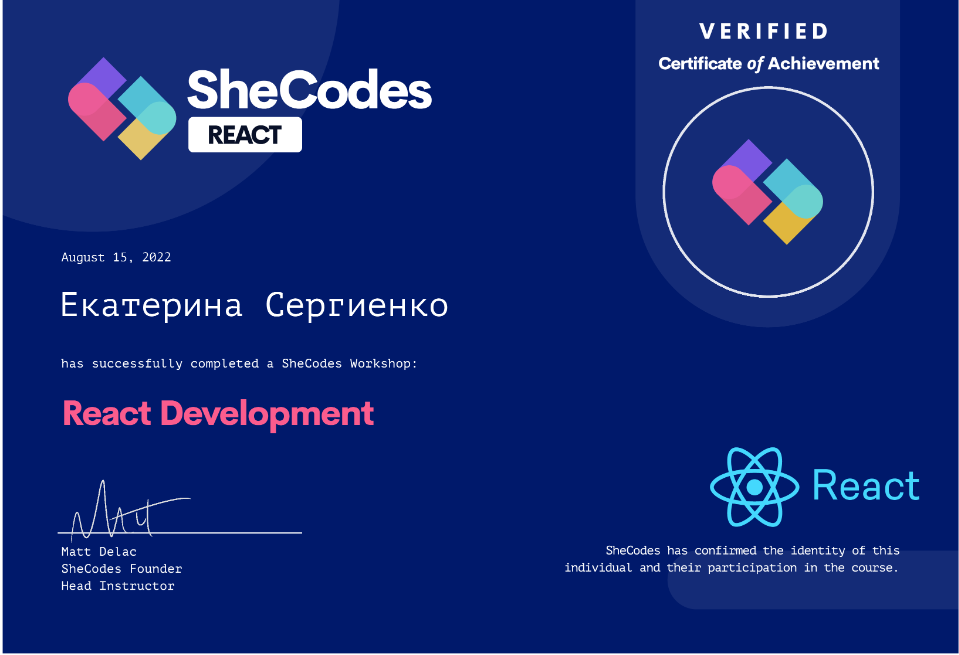 SheCodes
REACT
VERIFIED
Certificate of Achievement
August 15, 2022
Екатерина Сергиенко
has successfully completed a SheCodes Workshop:
React Development
Matt Delac
SheCodes Founder
Head Instructor
React
SheCodes has confirmed the identity of this
individual and their participation in the course.